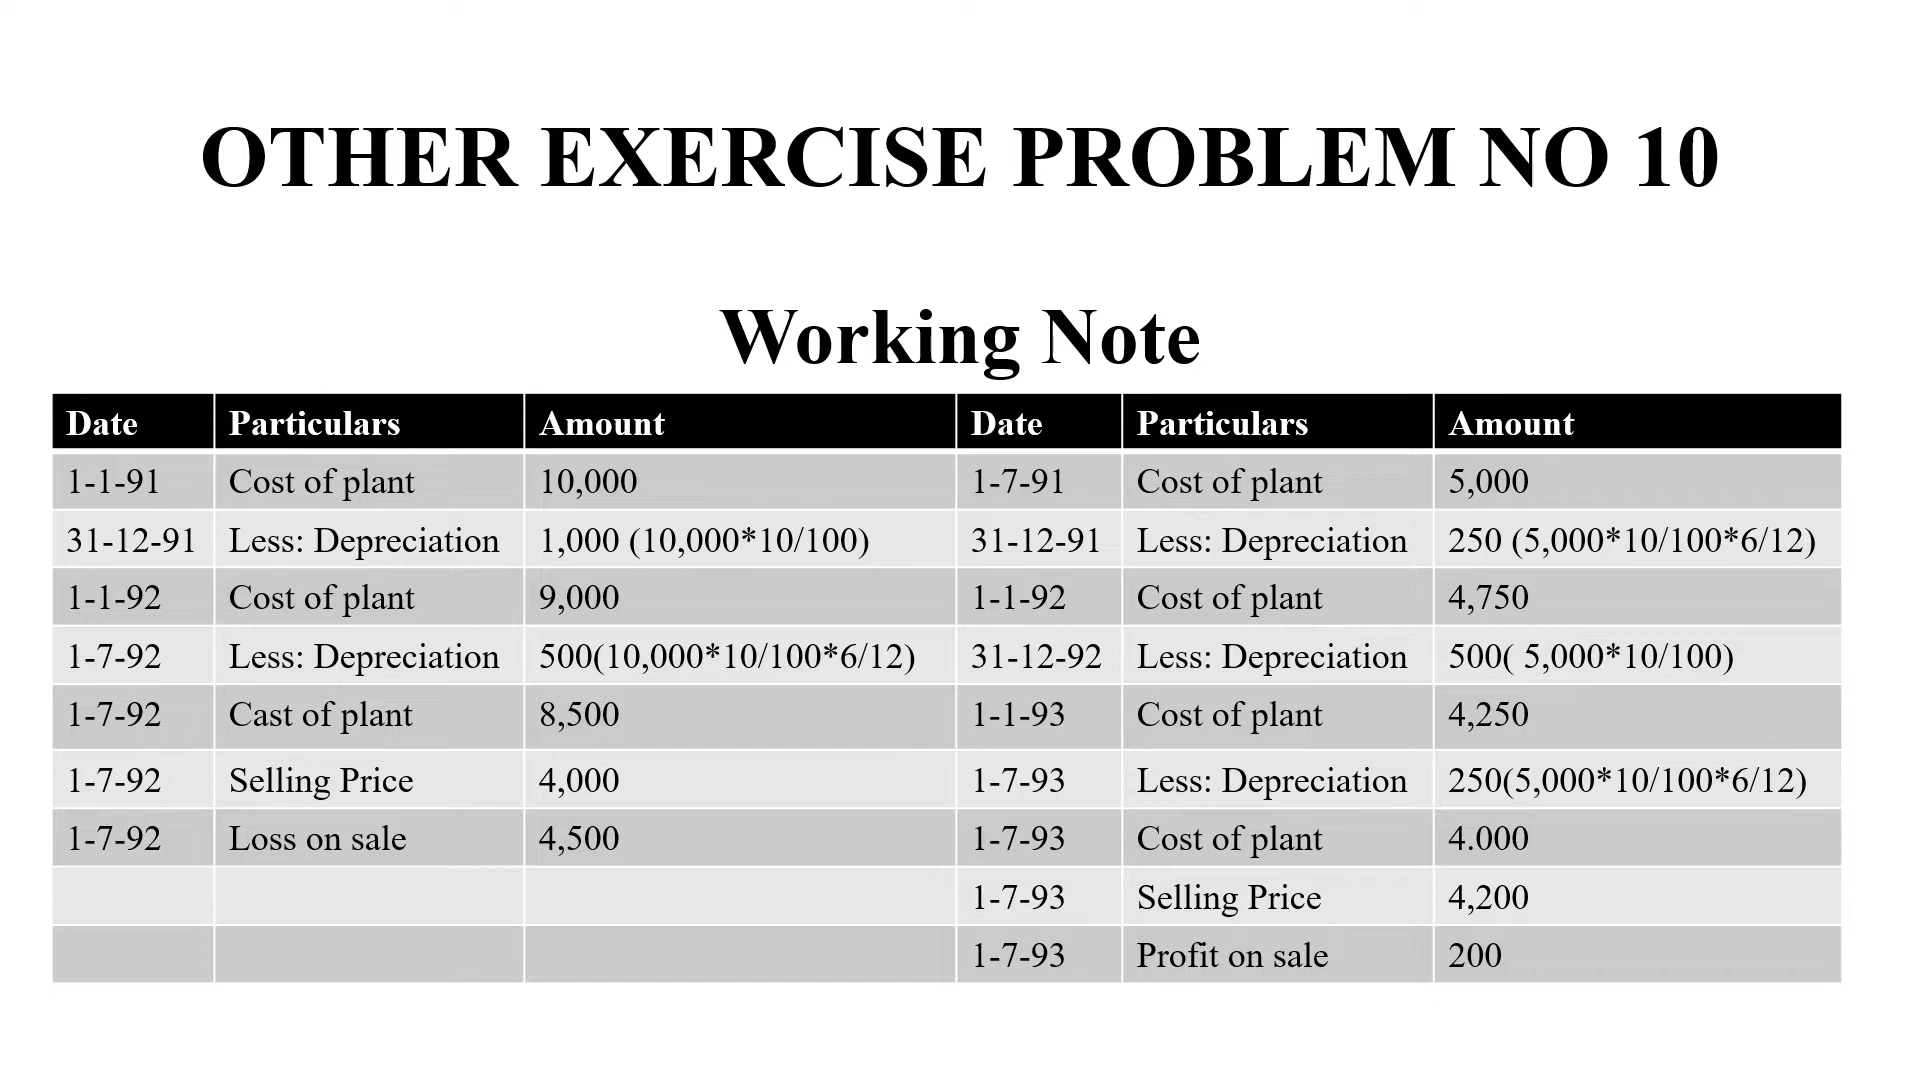 OTHER EXERCISE PROBLEM NO 10
Working Note
Date Particulars Amount Date Particulars Amount
1-1-91 Cost of plant 10,000 1-7-91 Cost of plant 5,000
31-12-91 Less: Depreciation 1,000 (10,000*10/100) 31-12-91 Less: Depreciation 250 (5,000*10/100*6/12)
1-1-92 Cost of plant 9,000 1-1-92 Cost of plant 4,750
1-7-92 Less: Depreciation 500(10,000*10/100*6/12) 31-12-92 Less: Depreciation 500( 5,000*10/100)
1-7-92 Cast of plant 8,500 1-1-93 Cost of plant 4,250
1-7-92 Selling Price 4,000 1-7-93 Less: Depreciation 250(5,000*10/100*6/12)
1-7-92 Loss on sale 4,500 1-7-93 Cost of plant 4.000
1-7-93 Selling Price 4,200
1-7-93 Profit on sale 200